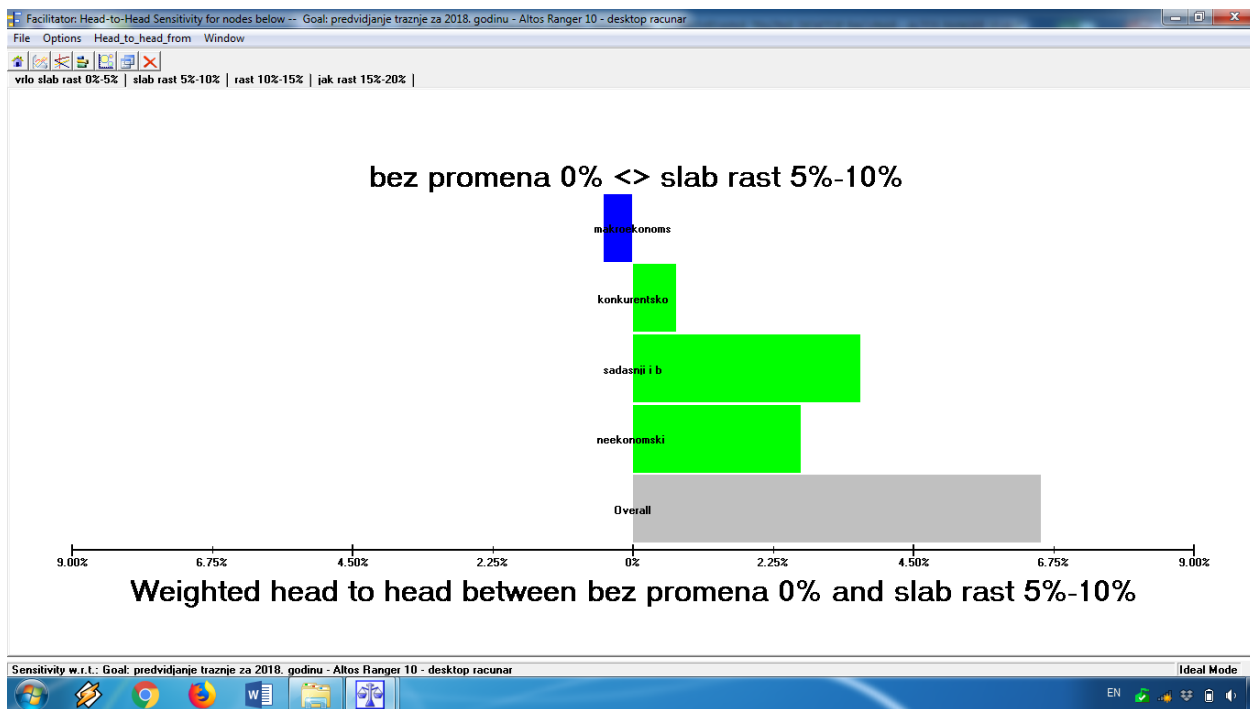 Facilitator: Head-to-Head Sensitivity for nodes below -- Goal: predvidjanje traznje za 2018. godinu - Altos Ranger 10 - desktop racunar
File Options Head_to_head_from Window
vrlo slab rast 0%-5% | slab rast 5%-10% | rast 10%-15% | jak rast 15%-20% |
bez promena 0% <> slab rast 5%-10%
makroekonoms
konkurentsko
sadasnji i b
neekonomski
Overall
9.00% 6.75% 4.50% 2.25% 0% 2.25% 4.50% 6.75% 9.00%
Weighted head to head between bez promena 0% and slab rast 5%-10%
Sensitivity w.r.t.: Goal: predvidjanje traznje za 2018. godinu - Altos Ranger 10 - desktop racunar Ideal Mode
W EN